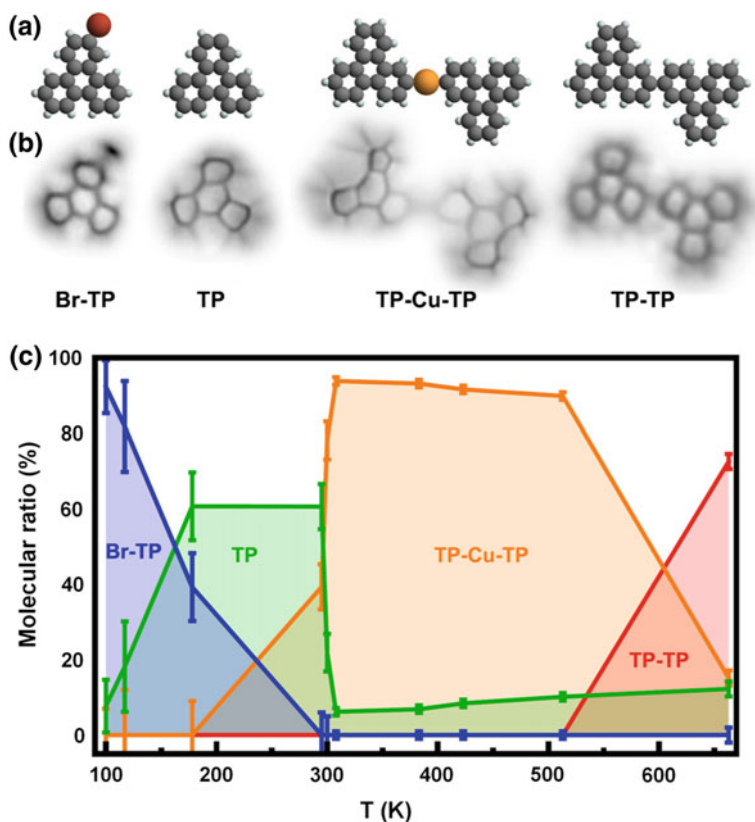 (a)
(b)
Br-TP TP TP-Cu-TP TP-TP
(c)
100
80
60
40
20
0
Molecular ratio (%)
Br-TP
TP
TP-Cu-TP
TP-TP
100 200 300 400 500 600
T (K)